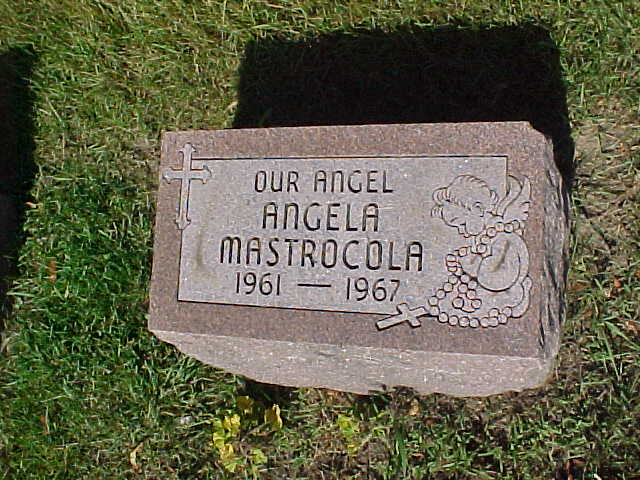 OUR ANGEL
ANGELA
MASTROCOLA
1961 — 1967